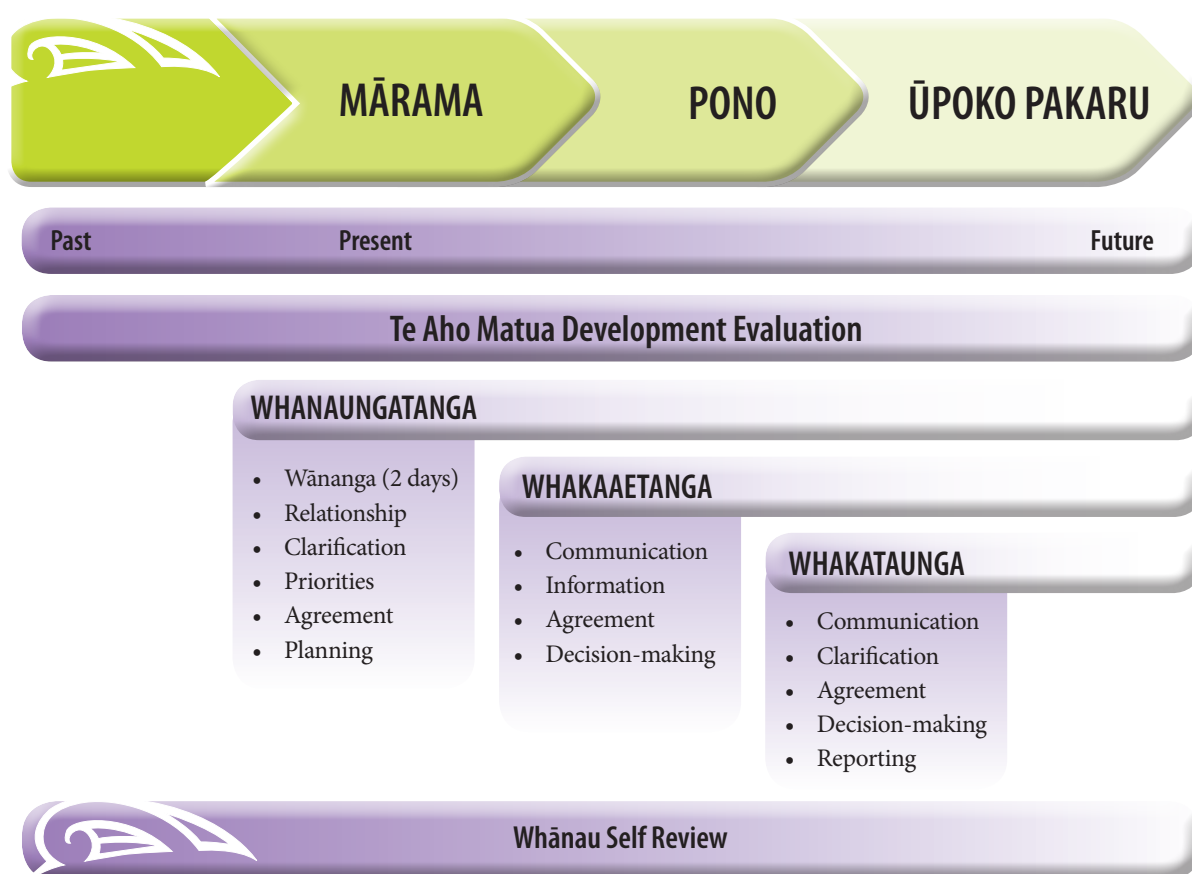 MĀRAMA
PONO
ŪPOKO PAKARU
Past
Present
Future
Te Aho Matua Development Evaluation
WHANAUNGATANGA
• Wānanga (2 days)
• Relationship
• Clarification
• Priorities
• Agreement
• Planning
WHAKAAETANGA
• Communication
• Information
• Agreement
• Decision-making
WHAKATAUNGA
• Communication
• Clarification
• Agreement
• Decision-making
• Reporting
Whānau Self Review